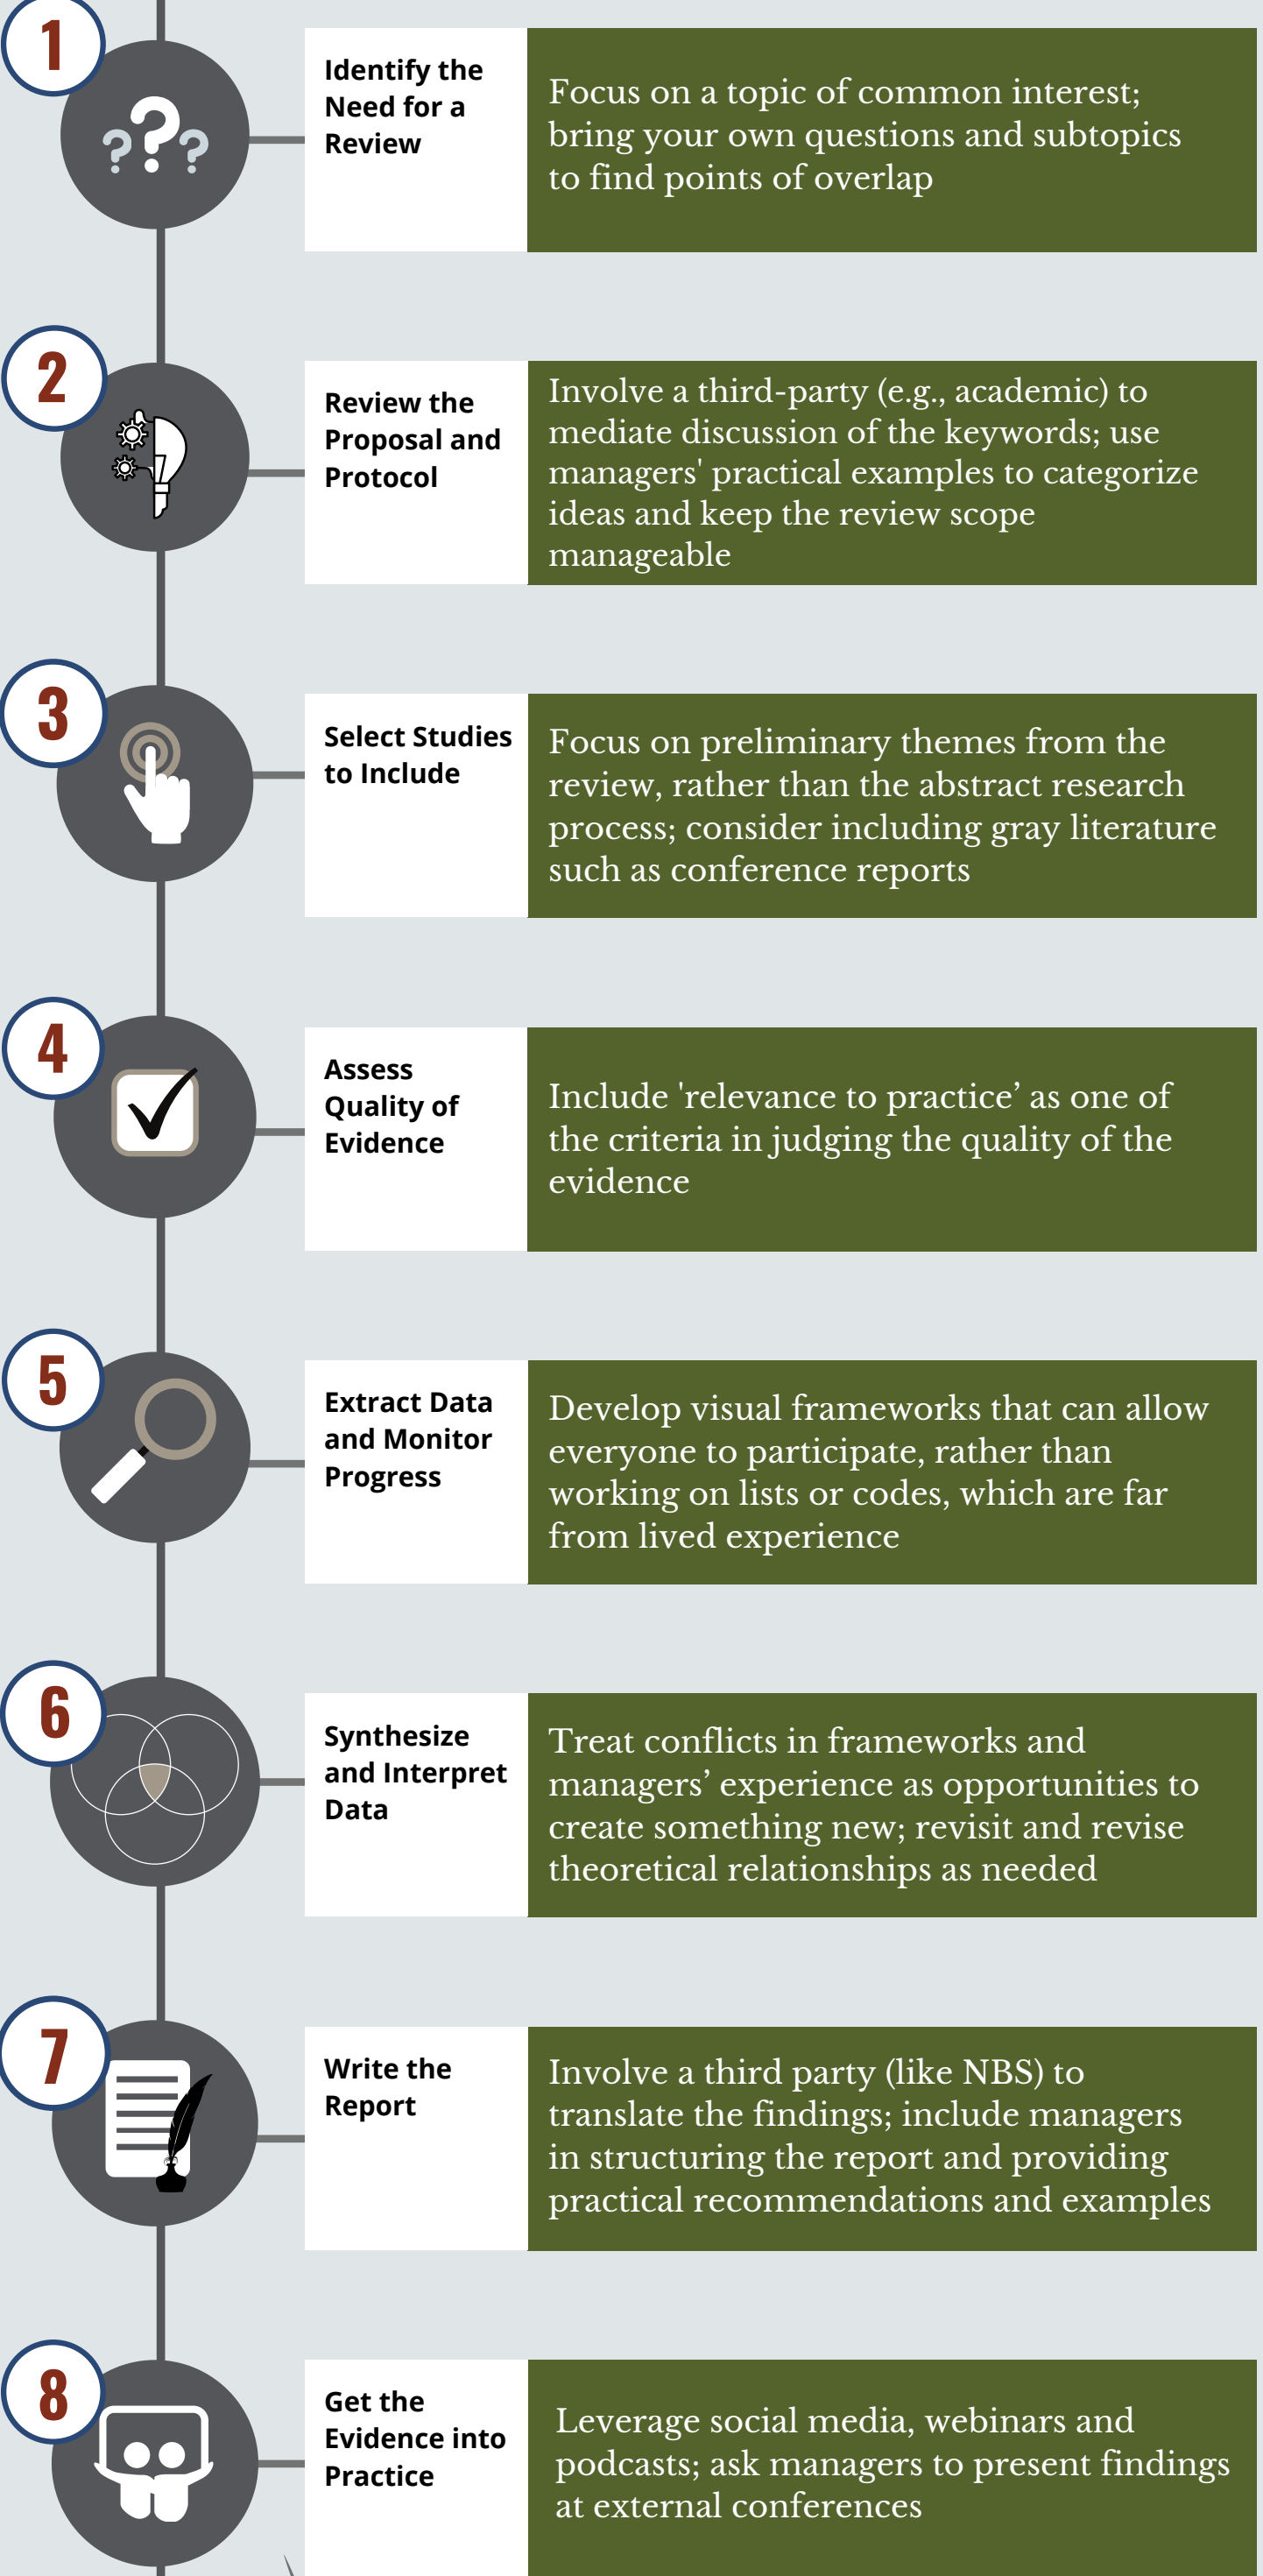 1
???
Identify the
Need for a
Review
Focus on a topic of common interest;
bring your own questions and subtopics
to find points of overlap
2
Review the
Proposal and
Protocol
Involve a third-party (e.g., academic) to
mediate discussion of the keywords; use
managers' practical examples to categorize
ideas and keep the review scope
manageable
3
Select Studies
to Include
Focus on preliminary themes from the
review, rather than the abstract research
process; consider including gray literature
such as conference reports
4
Assess
Quality of
Evidence
Include 'relevance to practice’ as one of
the criteria in judging the quality of the
evidence
5
Extract Data
and Monitor
Progress
Develop visual frameworks that can allow
everyone to participate, rather than
working on lists or codes, which are far
from lived experience
6
Synthesize
and Interpret
Data
Treat conflicts in frameworks and
managers’ experience as opportunities to
create something new; revisit and revise
theoretical relationships as needed
7
Write the
Report
Involve a third party (like NBS) to
translate the findings; include managers
in structuring the report and providing
practical recommendations and examples
8
Get the
Evidence into
Practice
Leverage social media, webinars and
podcasts; ask managers to present findings
at external conferences